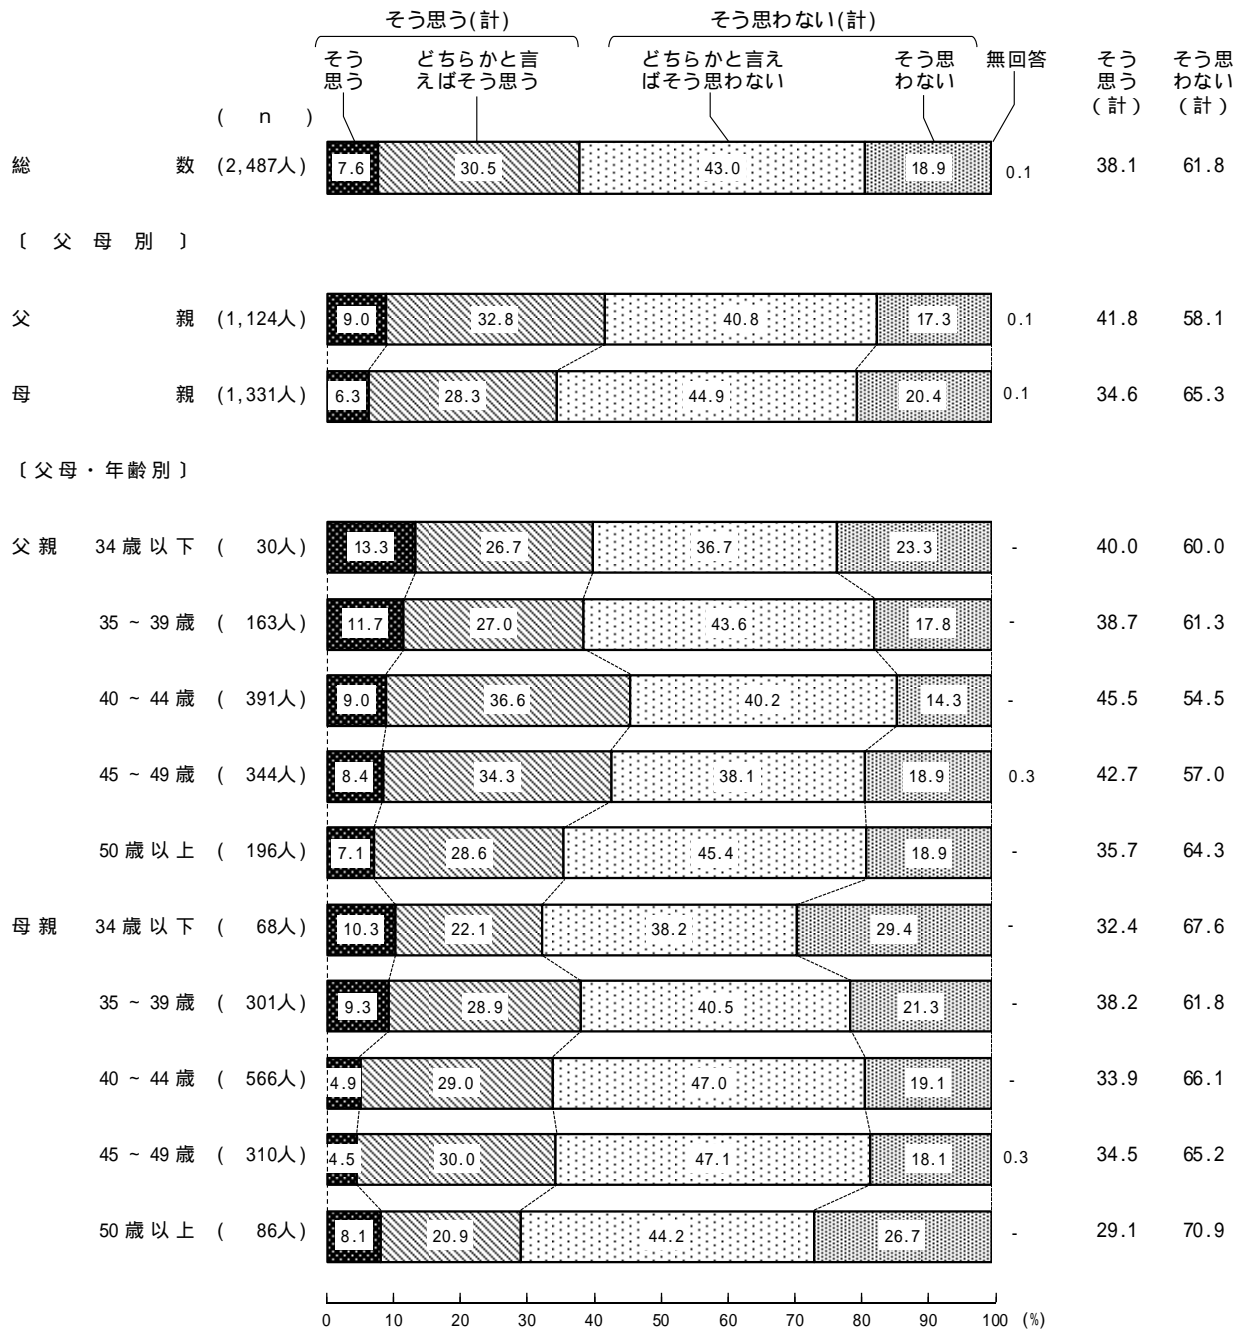 そう思う(計) そう思わない(計)
そう思う どちらかと言えばそう思う どちらかと言えばそう思わない そう思わない 無回答 そう思う(計) そう思わない(計)
( n )
総数 (2,487人) 7.6 30.5 43.0 18.9 0.1 38.1 61.8
〔父母別〕
父親 (1,124人) 9.0 32.8 40.8 17.3 0.1 41.8 58.1
母親 (1,331人) 6.3 28.3 44.9 20.4 0.1 34.6 65.3
〔父母・年齢別〕
父親 34歳以下 ( 30人) 13.3 26.7 36.7 23.3 - 40.0 60.0
35~39歳 ( 163人) 11.7 27.0 43.6 17.8 - 38.7 61.3
40~44歳 ( 391人) 9.0 36.6 40.2 14.3 - 45.5 54.5
45~49歳 ( 344人) 8.4 34.3 38.1 18.9 0.3 42.7 57.0
50歳以上 ( 196人) 7.1 28.6 45.4 18.9 - 35.7 64.3
母親 34歳以下 ( 68人) 10.3 22.1 38.2 29.4 - 32.4 67.6
35~39歳 ( 301人) 9.3 28.9 40.5 21.3 - 38.2 61.8
40~44歳 ( 566人) 4.9 29.0 47.0 19.1 - 33.9 66.1
45~49歳 ( 310人) 4.5 30.0 47.1 18.1 0.3 34.5 65.2
50歳以上 ( 86人) 8.1 20.9 44.2 26.7 - 29.1 70.9
0 10 20 30 40 50 60 70 80 90 100 (%)